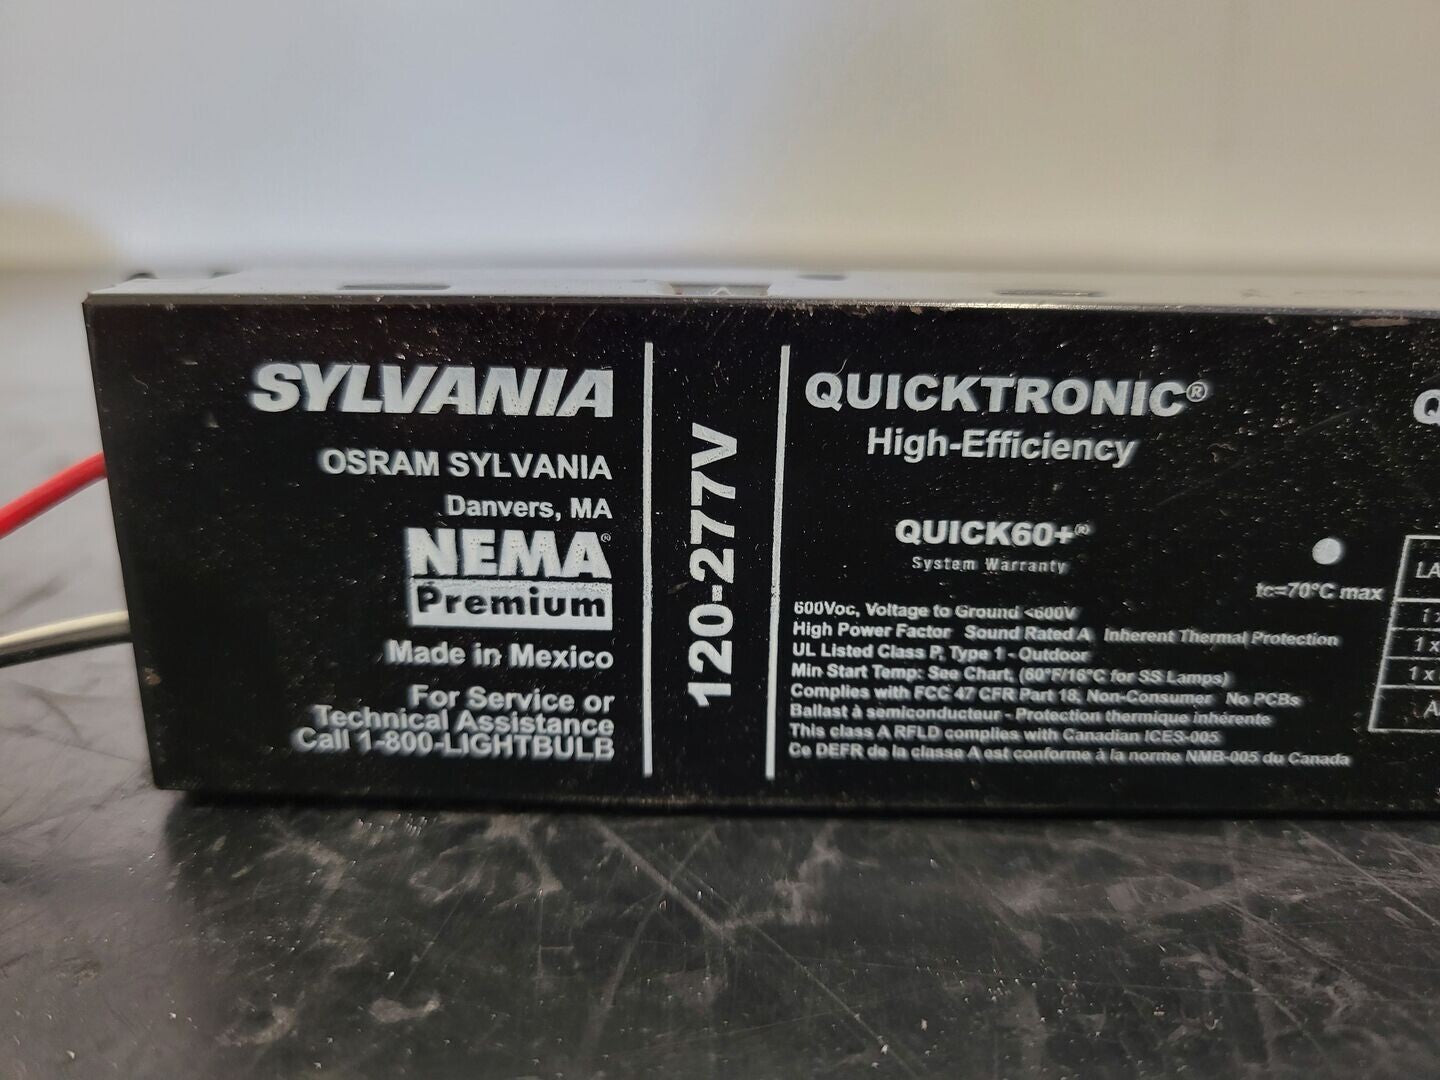 SYLVANIA
OSRAM SYLVANIA
Danvers, MA
NEMA®
Premium
Made in Mexico
For Service or
Technical Assistance
Call 1-800-LIGHTBULB
120-277V
QUICKTRONIC®
High-Efficiency
QUICK60+®
System Warranty
600Voc, Voltage to Ground <600V
High Power Factor Sound Rated A Inherent Thermal Protection
UL Listed Class P, Type 1 - Outdoor
Min Start Temp: See Chart, (60°F/16°C for SS Lamps)
Complies with FCC 47 CFR Part 18, Non-Consumer No PCBs
Ballast à semiconducteur - Protection thermique inhérente
This class A RFLD complies with Canadian ICES-005
Ce DEFR de la classe A est conforme à la norme NMB-005 du Canada
tc=70°C max
Q
LA
1 x
1 x
1 x
A